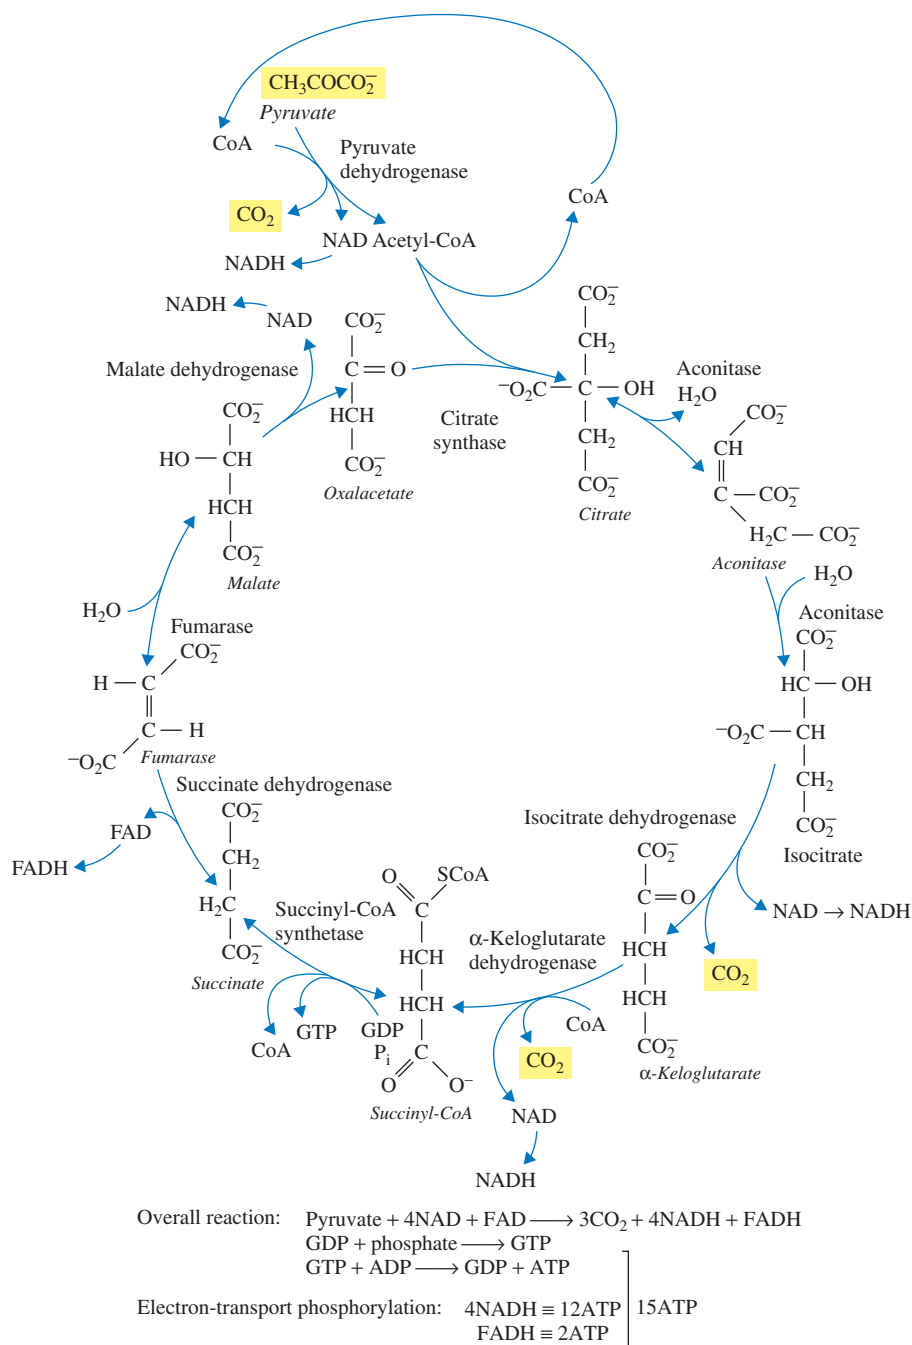 CH₃COCO₂⁻
Pyruvate
CoA
Pyruvate
dehydrogenase
CO₂
CoA
NAD Acetyl-CoA
NADH
NADH
NAD
CO₂⁻
C=O
HCH
CO₂⁻
Oxalacetate
Malate dehydrogenase
CO₂⁻
HO—CH
HCH
CO₂⁻
Malate
Citrate
synthase
CO₂⁻
CH₂
⁻O₂C—C—OH
CH₂
CO₂⁻
Citrate
Aconitase
H₂O
CO₂⁻
CH
C—CO₂⁻
H₂C—CO₂⁻
Aconitase
H₂O
Aconitase
CO₂⁻
HC—OH
⁻O₂C—CH
CH₂
CO₂⁻
Isocitrate
H₂O
Fumarase
CO₂⁻
H—C
C—H
⁻O₂C
Fumarase
Succinate dehydrogenase
FAD
FADH
CO₂⁻
CH₂
H₂C
CO₂⁻
Succinate
Succinyl-CoA
synthetase
CoA
GTP
GDP
Pᵢ
O
SCoA
C
HCH
HCH
C
O
O⁻
Succinyl-CoA
Isocitrate dehydrogenase
NAD → NADH
CO₂
CO₂⁻
C=O
HCH
HCH
CO₂⁻
α-Keloglutarate
α-Keloglutarate
dehydrogenase
CoA
CO₂
NAD
NADH
Overall reaction: Pyruvate + 4NAD + FAD ⟶ 3CO₂ + 4NADH + FADH
GDP + phosphate ⟶ GTP
GTP + ADP ⟶ GDP + ATP
Electron-transport phosphorylation: 4NADH ≡ 12ATP 15ATP
FADH ≡ 2ATP